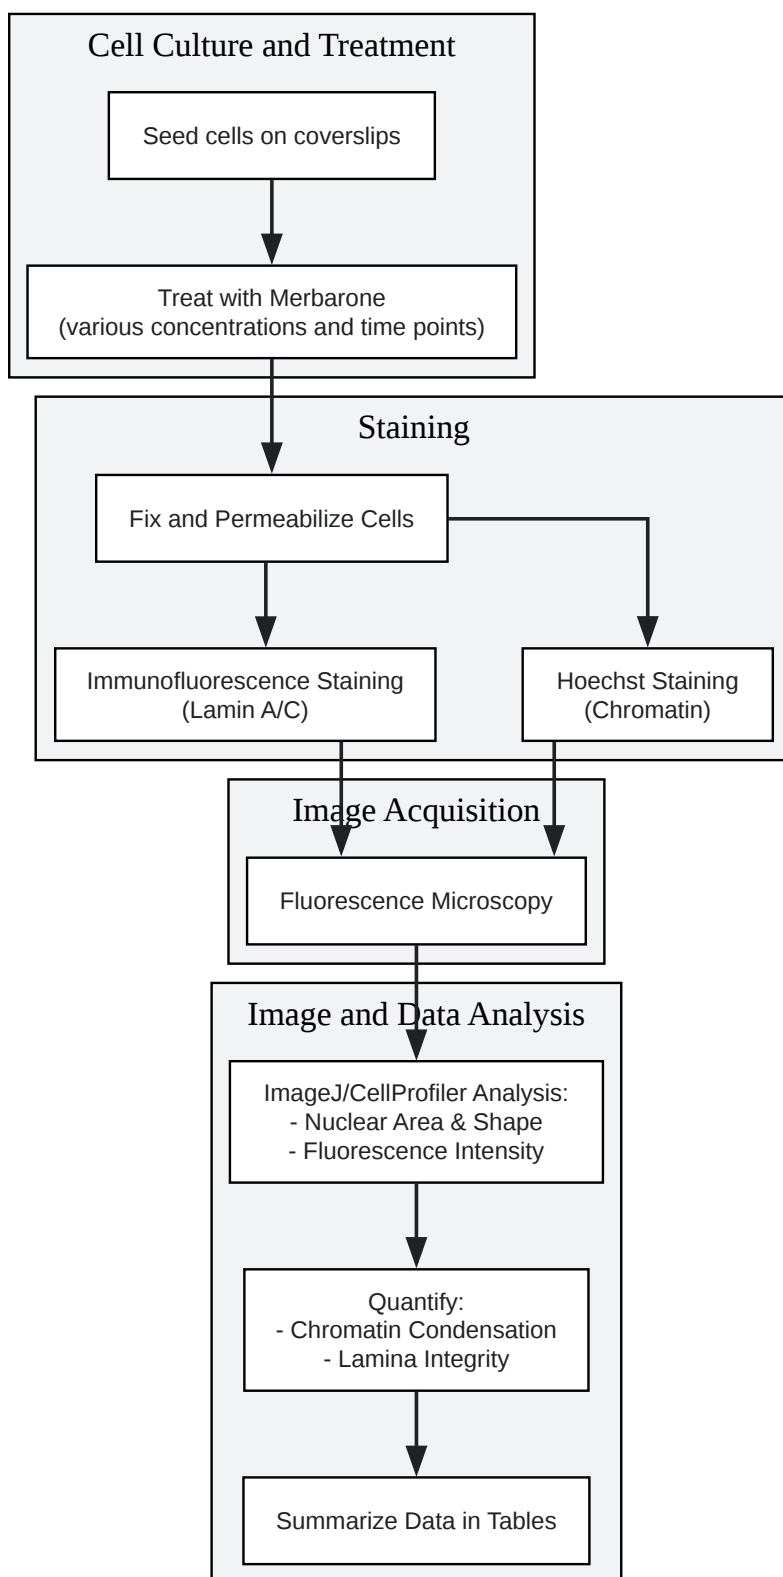 Cell Culture and Treatment
Seed cells on coverslips
Treat with Merbarone
(various concentrations and time points)
Staining
Fix and Permeabilize Cells
Immunofluorescence Staining
(Lamin A/C)
Hoechst Staining
(Chromatin)
Image Acquisition
Fluorescence Microscopy
Image and Data Analysis
ImageJ/CellProfiler Analysis:
- Nuclear Area & Shape
- Fluorescence Intensity
Quantify:
- Chromatin Condensation
- Lamina Integrity
Summarize Data in Tables